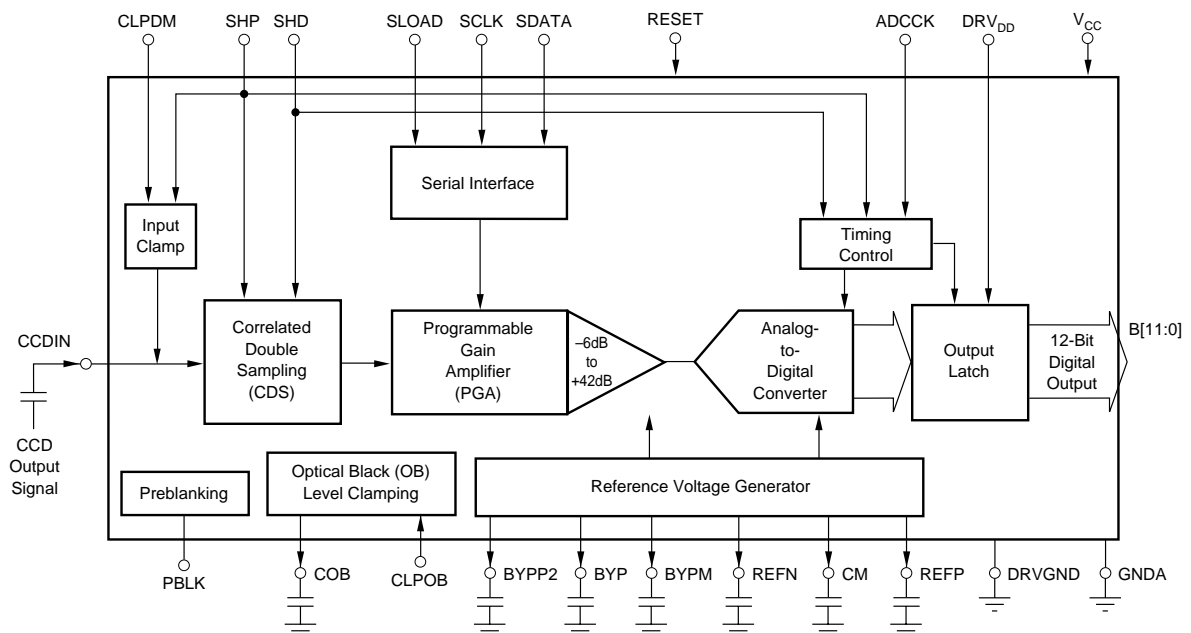 CLPDM SHP SHD SLOAD SCLK SDATA RESET ADCCK DRVDD VCC
Serial Interface
Input
Clamp
Timing
Control
CCDIN
Correlated
Double
Sampling
(CDS)
Programmable
Gain
Amplifier
(PGA)
–6dB
to
+42dB
Analog-
to-
Digital
Converter
Output
Latch
12-Bit
Digital
Output
B[11:0]
CCD
Output
Signal
Preblanking
Optical Black (OB)
Level Clamping
Reference Voltage Generator
PBLK COB CLPOB BYPP2 BYP BYPM REFN CM REFP DRVGND GNDA